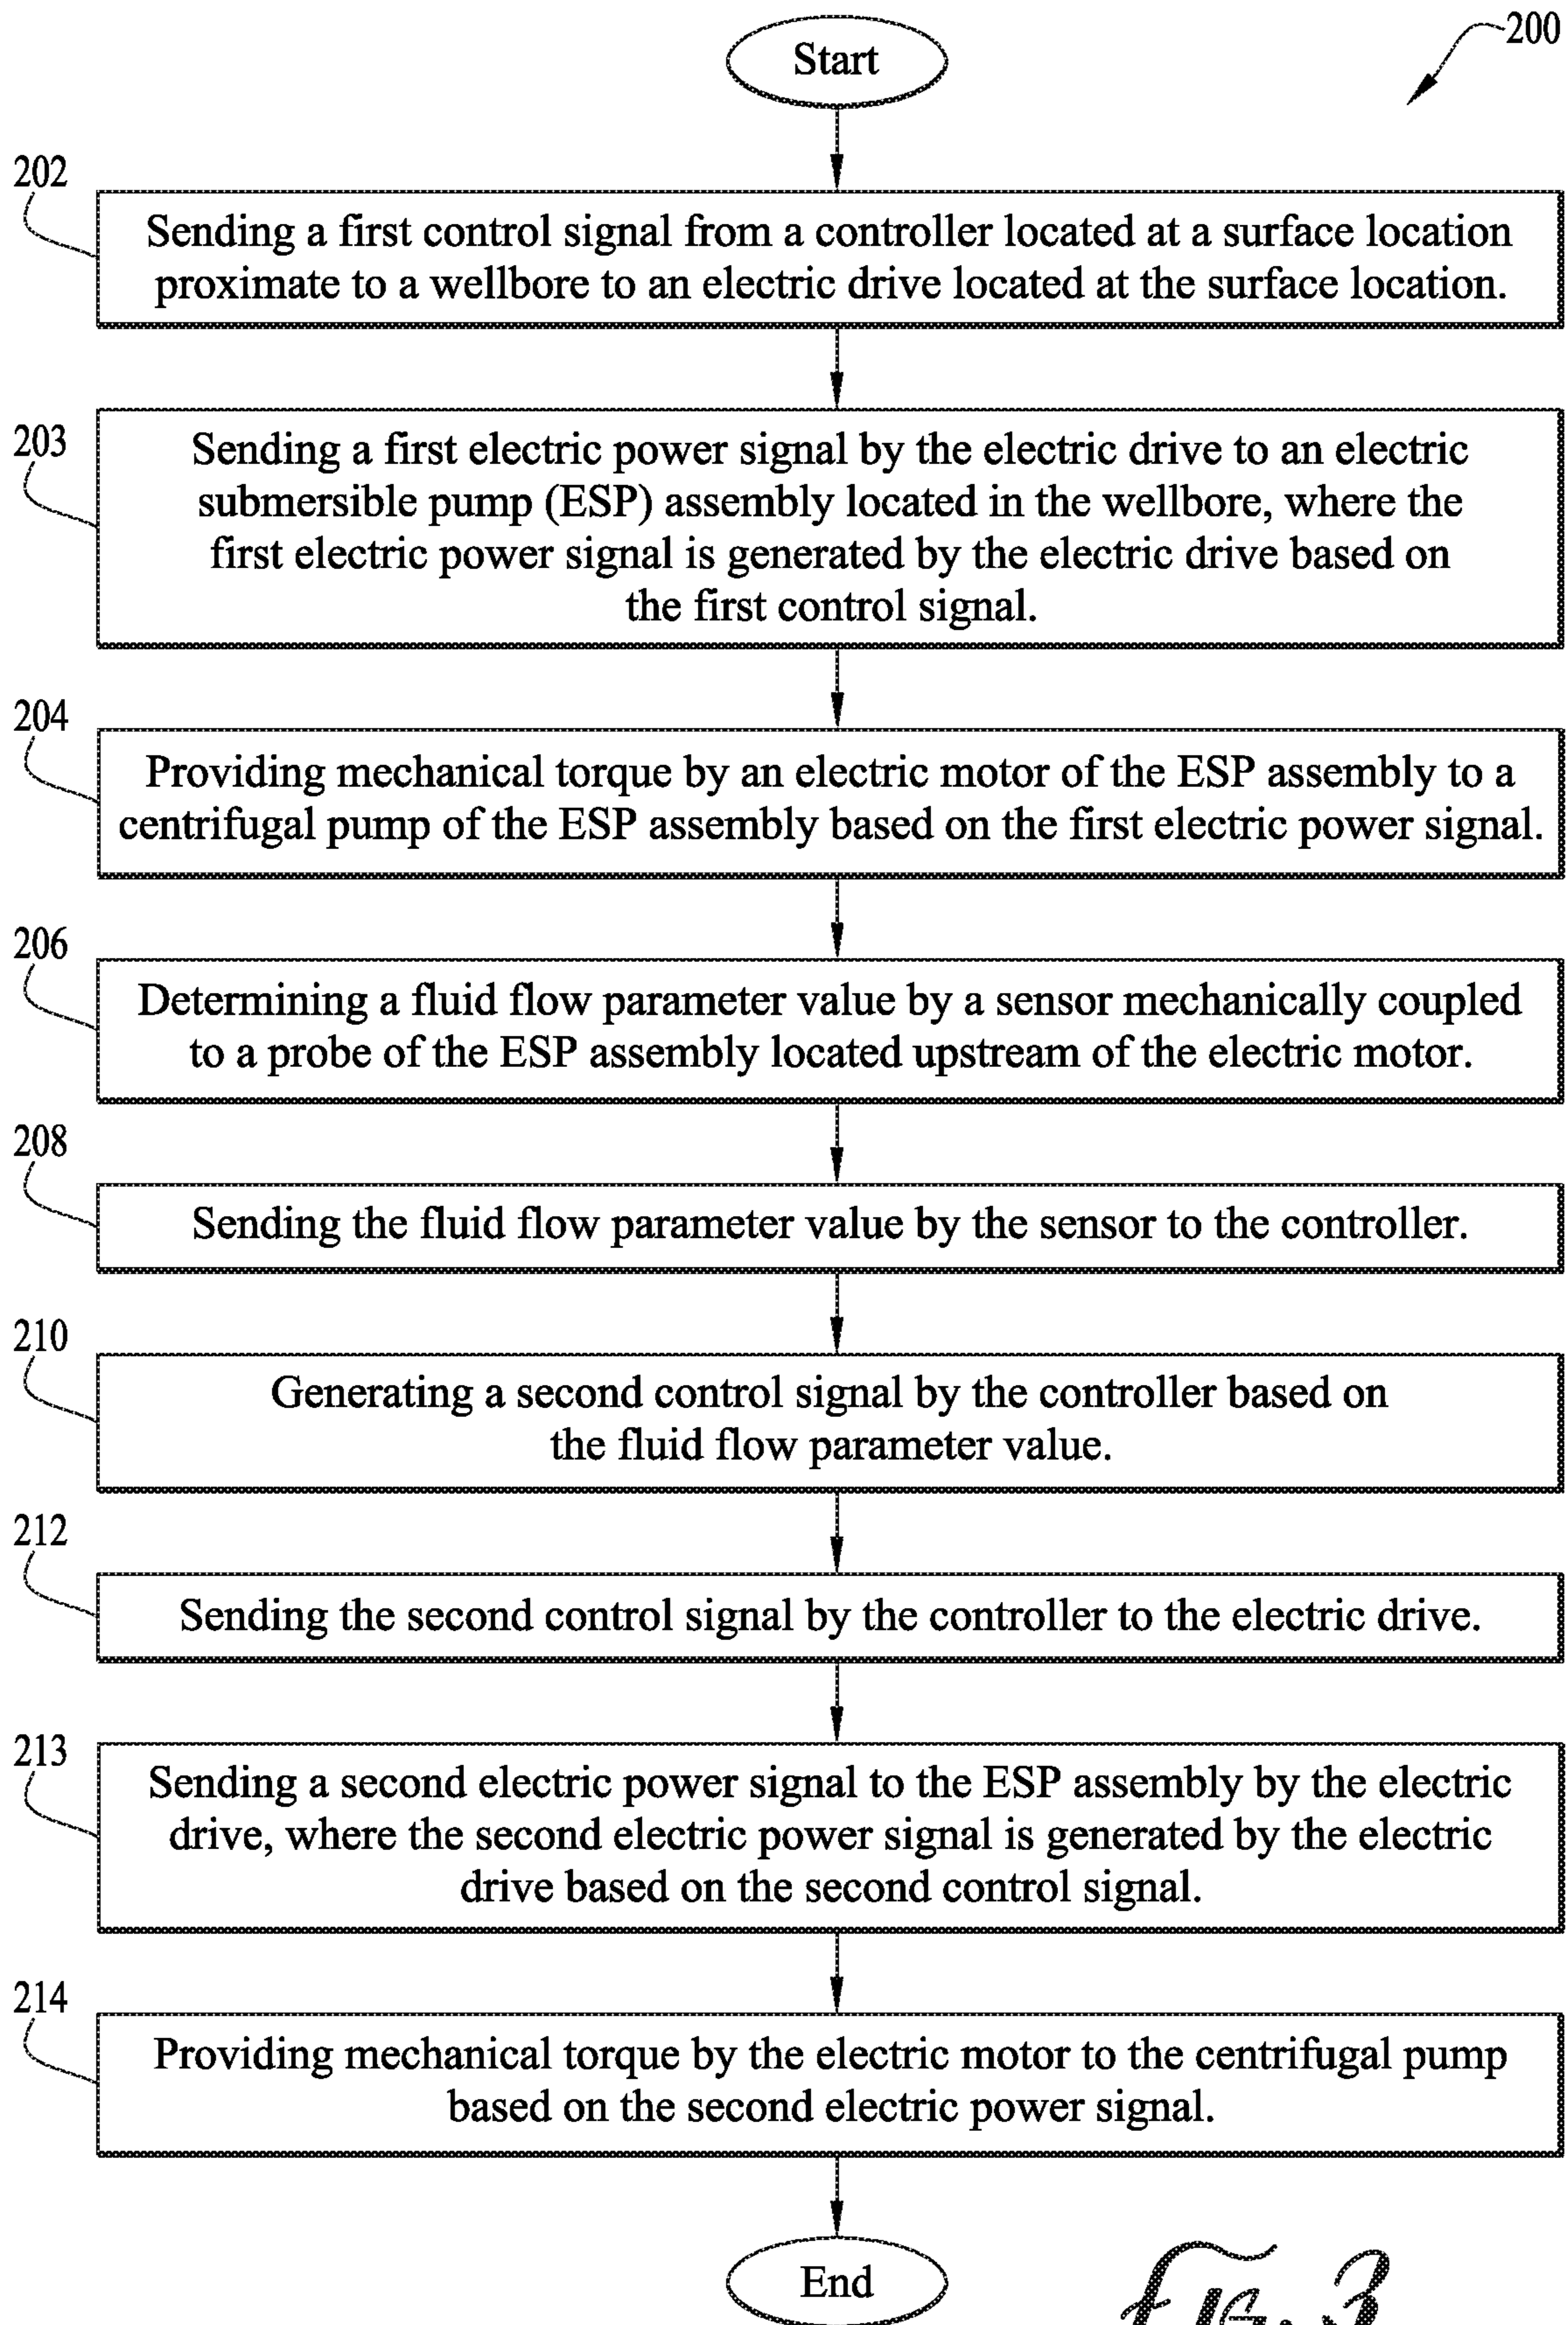 200
Start
202
Sending a first control signal from a controller located at a surface location
proximate to a wellbore to an electric drive located at the surface location.
203
Sending a first electric power signal by the electric drive to an electric
submersible pump (ESP) assembly located in the wellbore, where the
first electric power signal is generated by the electric drive based on
the first control signal.
204
Providing mechanical torque by an electric motor of the ESP assembly to a
centrifugal pump of the ESP assembly based on the first electric power signal.
206
Determining a fluid flow parameter value by a sensor mechanically coupled
to a probe of the ESP assembly located upstream of the electric motor.
208
Sending the fluid flow parameter value by the sensor to the controller.
210
Generating a second control signal by the controller based on
the fluid flow parameter value.
212
Sending the second control signal by the controller to the electric drive.
213
Sending a second electric power signal to the ESP assembly by the electric
drive, where the second electric power signal is generated by the electric
drive based on the second control signal.
214
Providing mechanical torque by the electric motor to the centrifugal pump
based on the second electric power signal.
End
Fig. 3